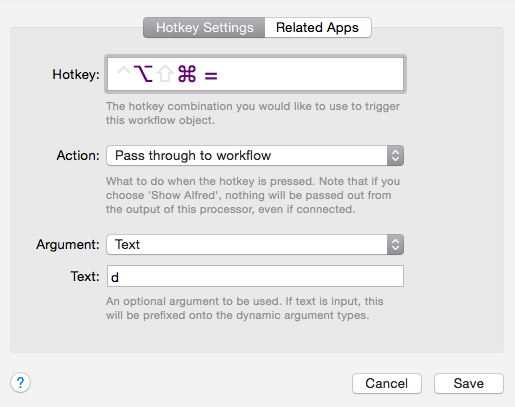 Hotkey Settings Related Apps
Hotkey: ⌃⌥⇧⌘ =
The hotkey combination you would like to use to trigger
this workflow object.
Action: Pass through to workflow
What to do when the hotkey is pressed. Note that if you
choose 'Show Alfred', nothing will be passed out from
the output of this processor, even if connected.
Argument: Text
Text: d
An optional argument to be used. If text is input, this
will be prefixed onto the dynamic argument types.
? Cancel Save